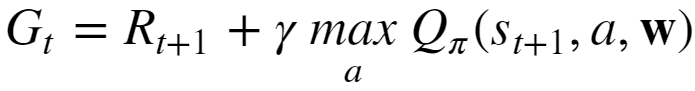 G_t = R_{t+1} + γ max_a Q_π(s_{t+1}, a, w)